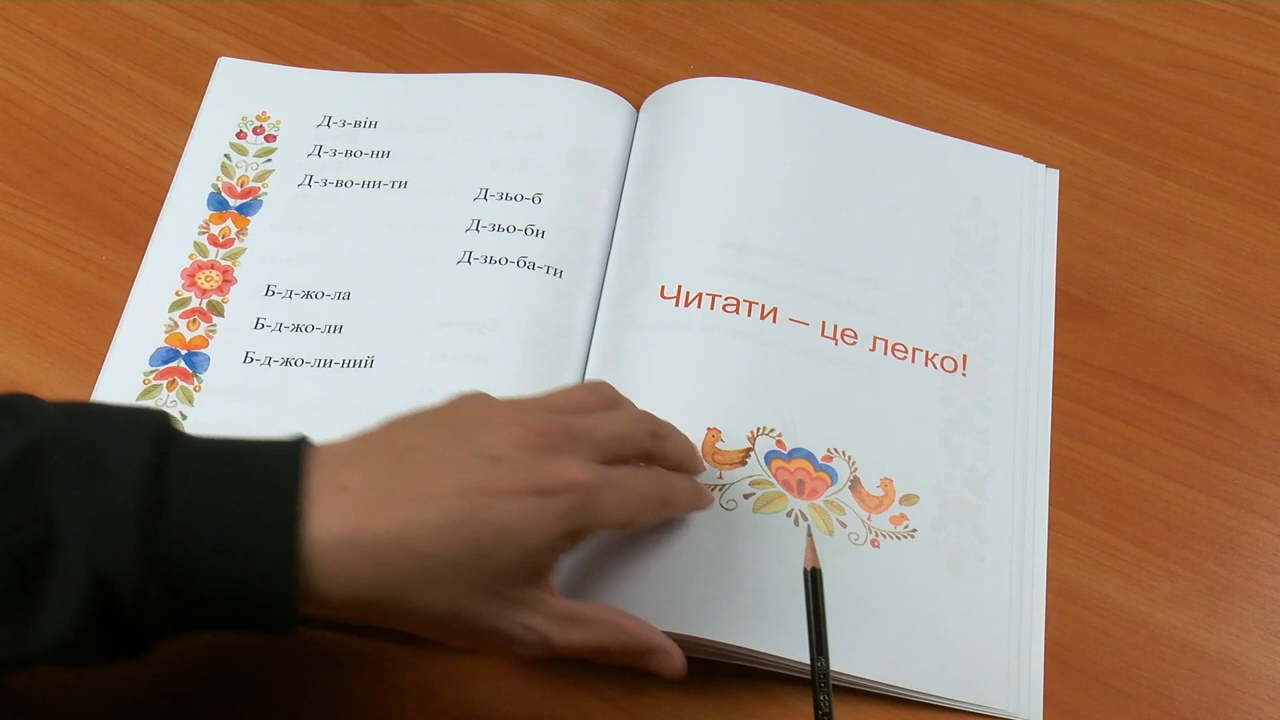 Д-з-він
Д-з-во-ни
Д-з-во-ни-ти
Д-зьо-б
Д-зьо-би
Д-зьо-ба-ти
Б-д-жо-ла
Б-д-жо-ли
Б-д-жо-ли-ний
Читати – це легко!